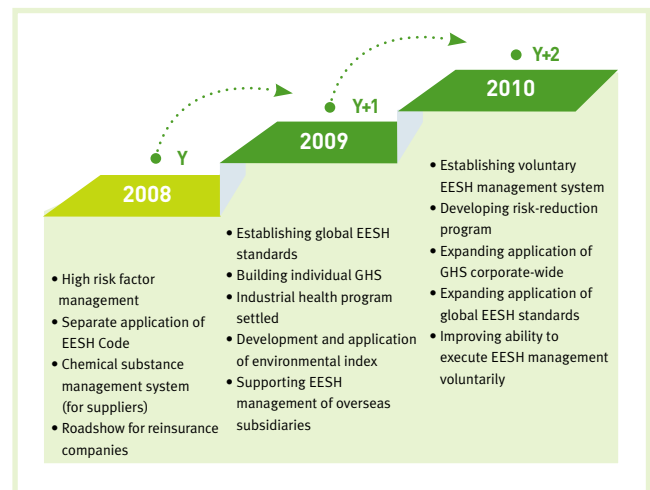 Y
2008
• High risk factor
management
• Separate application of
EESH Code
• Chemical substance
management system
(for suppliers)
• Roadshow for reinsurance
companies
Y+1
2009
• Establishing global EESH
standards
• Building individual GHS
• Industrial health program
settled
• Development and application
of environmental index
• Supporting EESH
management of overseas
subsidiaries
Y+2
2010
• Establishing voluntary
EESH management system
• Developing risk-reduction
program
• Expanding application of
GHS corporate-wide
• Expanding application of
global EESH standards
• Improving ability to
execute EESH management
voluntarily